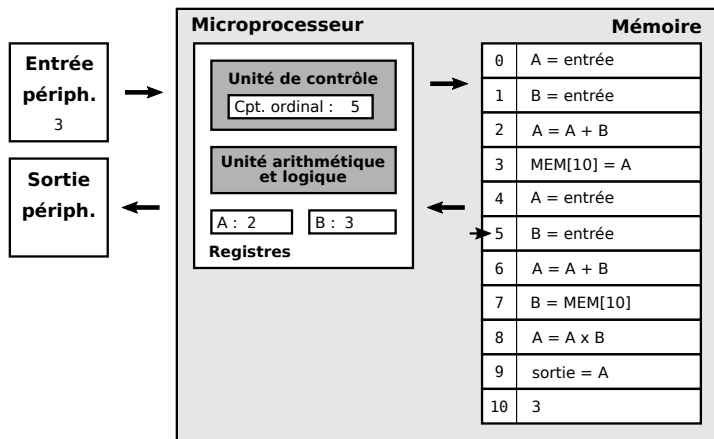 Microprocesseur
Mémoire
Entrée
périph.
3
Sortie
périph.
Unité de contrôle
Cpt. ordinal : 5
Unité arithmétique
et logique
A : 2
B : 3
Registres
0 A = entrée
1 B = entrée
2 A = A + B
3 MEM[10] = A
4 A = entrée
5 B = entrée
6 A = A + B
7 B = MEM[10]
8 A = A x B
9 sortie = A
10 3